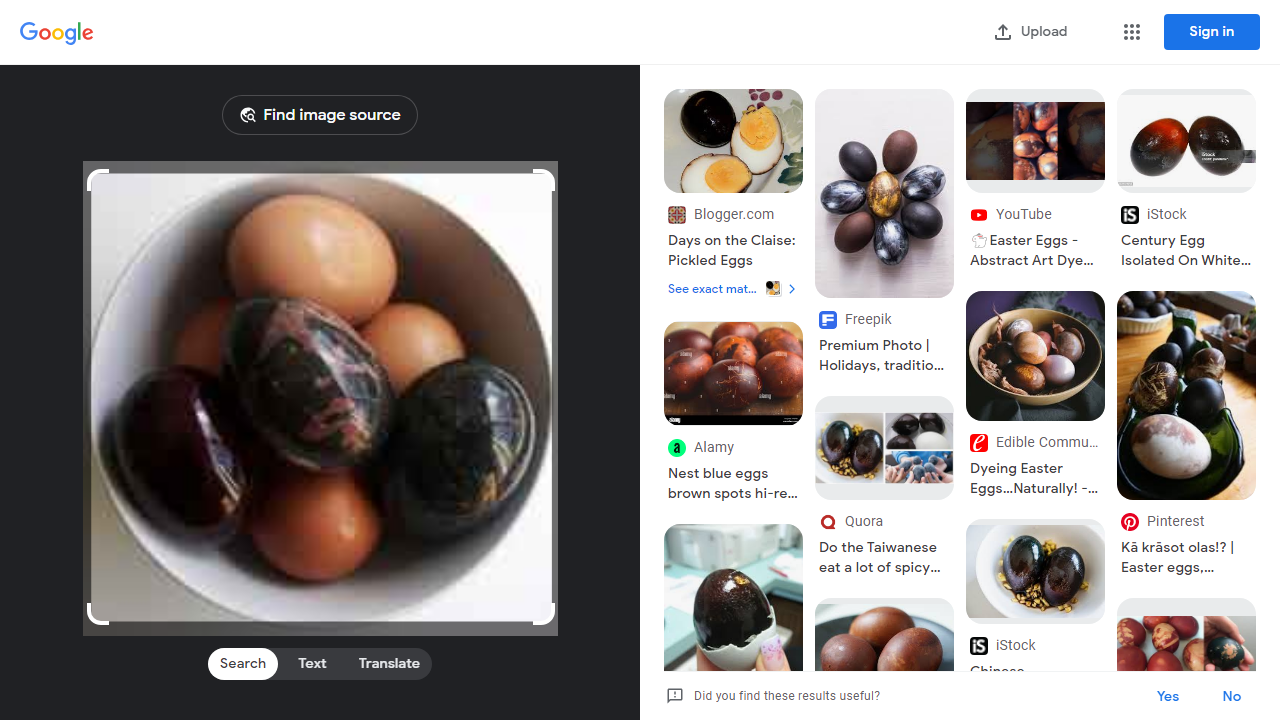 Google
Upload
Sign in
Find image source
Search
Text
Translate
Blogger.com
Days on the Claise:
Pickled Eggs
See exact mat...
Alamy
Nest blue eggs
brown spots hi-re...
Freepik
Premium Photo |
Holidays, traditio...
Quora
Do the Taiwanese
eat a lot of spicy...
YouTube
Easter Eggs -
Abstract Art Dye...
Edible Commu...
Dyeing Easter
Eggs...Naturally! -...
iStock
Chinese
iStock
Century Egg
Isolated On White...
Pinterest
Kā krāsot olas!? |
Easter eggs,...
Did you find these results useful?
Yes
No